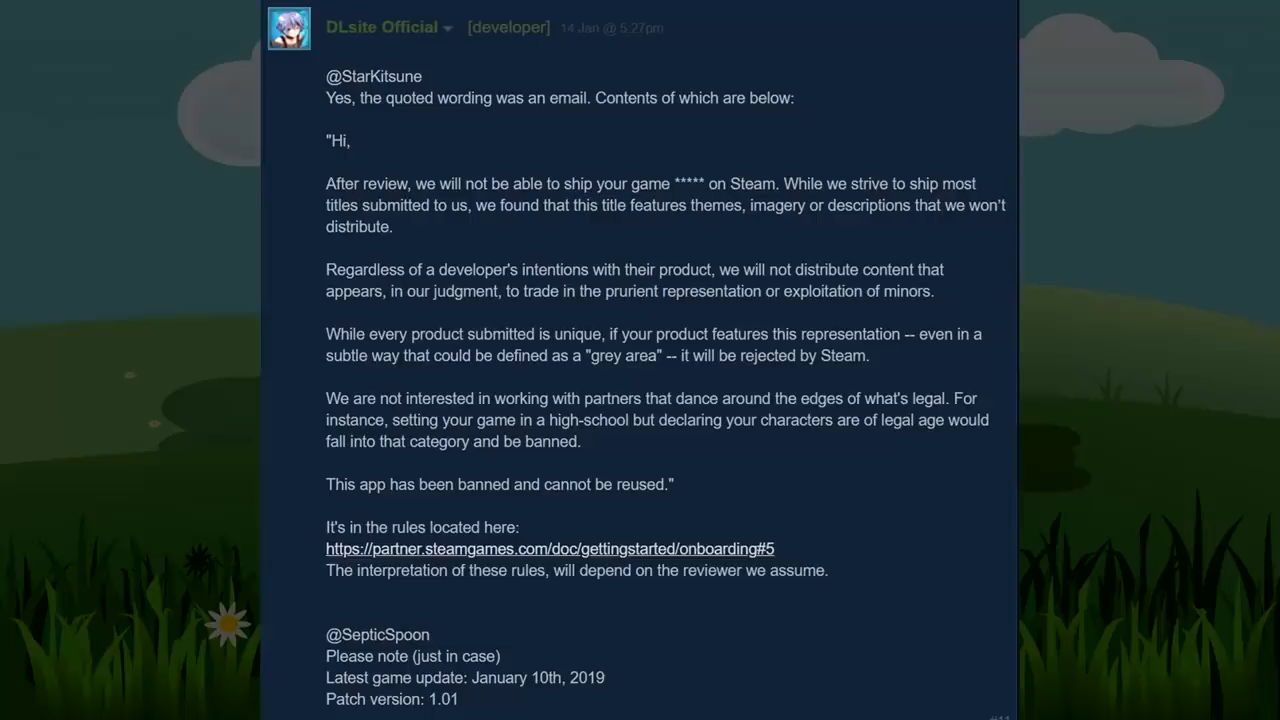 DLsite Official [developer] 14 Jan @ 5:27pm
@StarKitsune
Yes, the quoted wording was an email. Contents of which are below:
"Hi,
After review, we will not be able to ship your game ***** on Steam. While we strive to ship most
titles submitted to us, we found that this title features themes, imagery or descriptions that we won't
distribute.
Regardless of a developer's intentions with their product, we will not distribute content that
appears, in our judgment, to trade in the prurient representation or exploitation of minors.
While every product submitted is unique, if your product features this representation -- even in a
subtle way that could be defined as a "grey area" -- it will be rejected by Steam.
We are not interested in working with partners that dance around the edges of what's legal. For
instance, setting your game in a high-school but declaring your characters are of legal age would
fall into that category and be banned.
This app has been banned and cannot be reused."
It's in the rules located here:
https://partner.steamgames.com/doc/gettingstarted/onboarding#5
The interpretation of these rules, will depend on the reviewer we assume.
@SepticSpoon
Please note (just in case)
Latest game update: January 10th, 2019
Patch version: 1.01